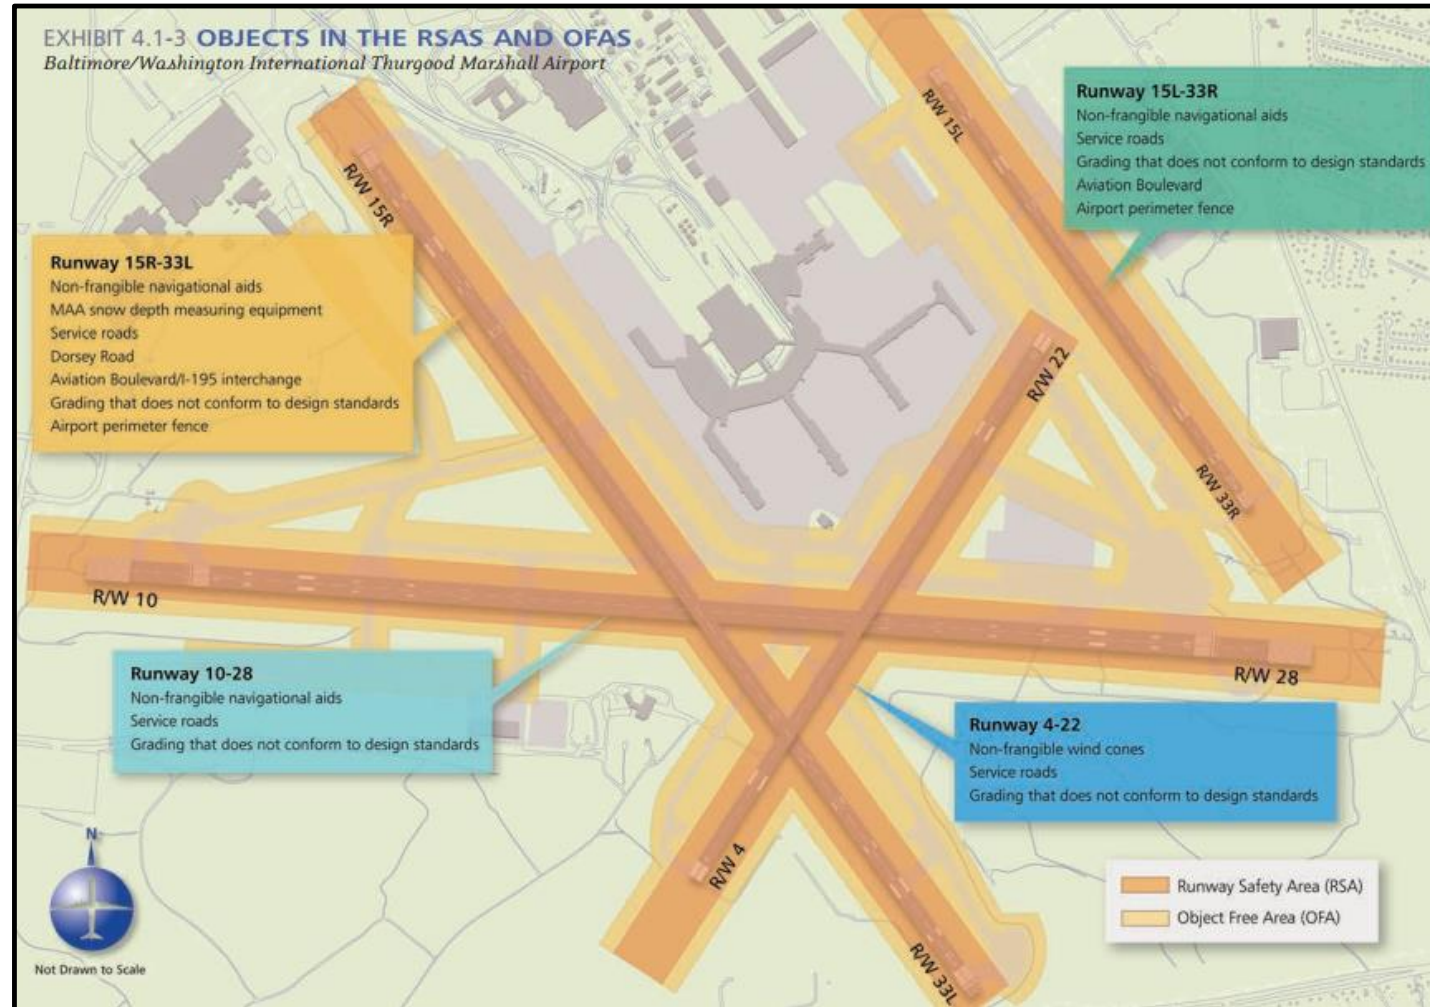 EXHIBIT 4.1-3 OBJECTS IN THE RSAS AND OFAS
Baltimore/Washington International Thurgood Marshall Airport
Runway 15L-33R
Non-frangible navigational aids
Service roads
Grading that does not conform to design standards
Aviation Boulevard
Airport perimeter fence
R/W 15L
R/W 15R
Runway 15R-33L
Non-frangible navigational aids
MAA snow depth measuring equipment
Service roads
Dorsey Road
Aviation Boulevard/I-195 interchange
Grading that does not conform to design standards
Airport perimeter fence
R/W 22
R/W 33R
R/W 10
R/W 28
Runway 10-28
Non-frangible navigational aids
Service roads
Grading that does not conform to design standards
Runway 4-22
Non-frangible wind cones
Service roads
Grading that does not conform to design standards
R/W 4
R/W 33L
N
Not Drawn to Scale
Runway Safety Area (RSA)
Object Free Area (OFA)